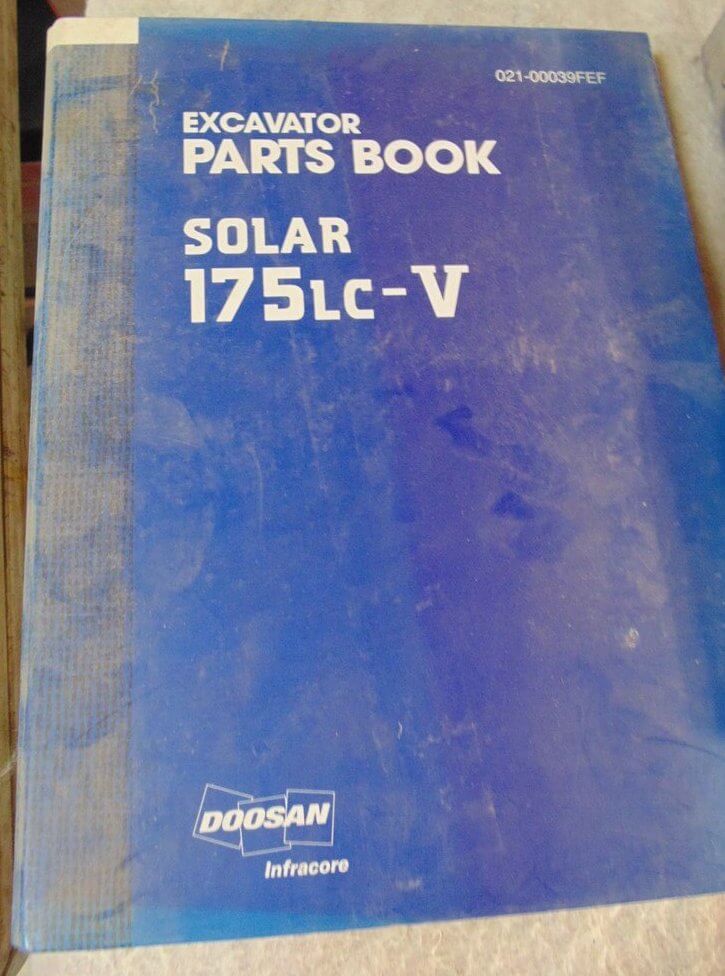 021-00039FEF
EXCAVATOR
PARTS BOOK
SOLAR
175LC-V
DOOSAN
Infracore